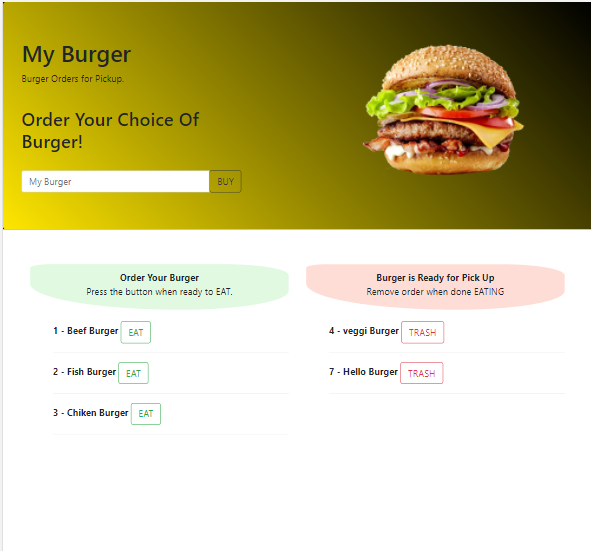 My Burger
Burger Orders for Pickup.
Order Your Choice Of
Burger!
My Burger
BUY
Order Your Burger
Press the button when ready to EAT.
1 - Beef Burger EAT
2 - Fish Burger EAT
3 - Chiken Burger EAT
Burger is Ready for Pick Up
Remove order when done EATING
4 - veggi Burger TRASH
7 - Hello Burger TRASH